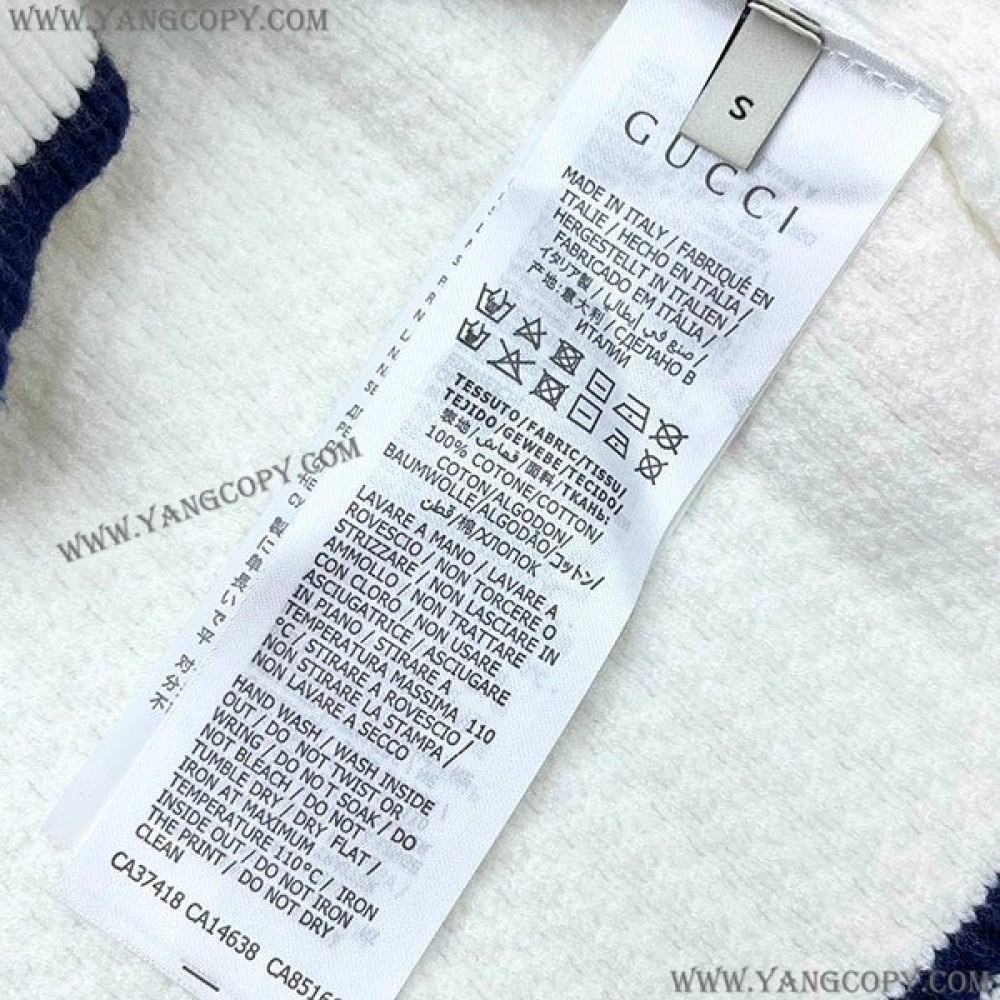 WWW.YANGCOPY.COM
S
GUCCI
MADE IN ITALY / FABRIQUÉ EN
ITALIE / HECHO EN ITALIA /
HERGESTELLT IN ITALIEN /
FABRICADO EM ITÁLIA /
イタリア製 / صنع في إيطاليا /
产地:意大利 / СДЕЛАНО В
ИТАЛИИ
TESSUTO/FABRIC/TISSU/
TEJIDO/GEWEBE/TECIDO/
表地/قماش/面料/ТКАНЬ:
100% COTONE/COTTON/
COTON/ALGODON/
BAUMWOLLE/ALGODÃO/コットン/
قطن/棉/ХЛОПОК
LAVARE A MANO / LAVARE A
ROVESCIO / NON TORCERE O
STRIZZARE / NON LASCIARE IN
AMMOLLO / NON TRATTARE
CON CLORO / NON USARE
ASCIUGATRICE / ASCIUGARE
IN PIANO / STIRARE A
TEMPERATURA MASSIMA 110
°C / STIRARE A ROVESCIO /
NON STIRARE LA STAMPA /
NON LAVARE A SECCO
HAND WASH / WASH INSIDE
OUT / DO NOT TWIST OR
WRING / DO NOT SOAK / DO
NOT BLEACH / DO NOT
TUMBLE DRY / DRY FLAT /
IRON AT MAXIMUM
TEMPERATURE 110°C / IRON
INSIDE OUT / DO NOT IRON
THE PRINT / DO NOT DRY
CLEAN
CA37418 CA14638 CA8516
WWW.YANGCOPY.COM
WWW.YANGCOPY.COM